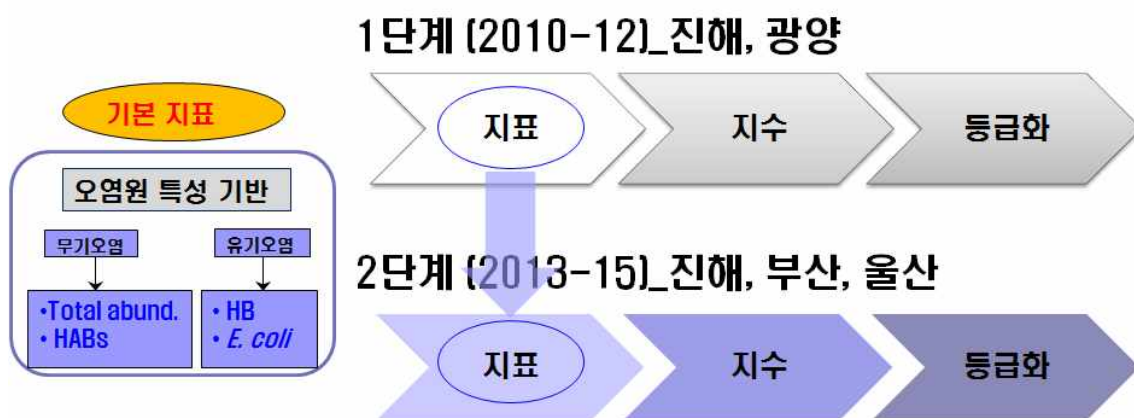 1단계 (2010-12)_진해, 광양
기본 지표
지표
지수
등급화
오염원 특성 기반
무기오염
유기오염
•Total abund.
•HABs
•HB
•E. coli
2단계 (2013-15)_진해, 부산, 울산
지표
지수
등급화